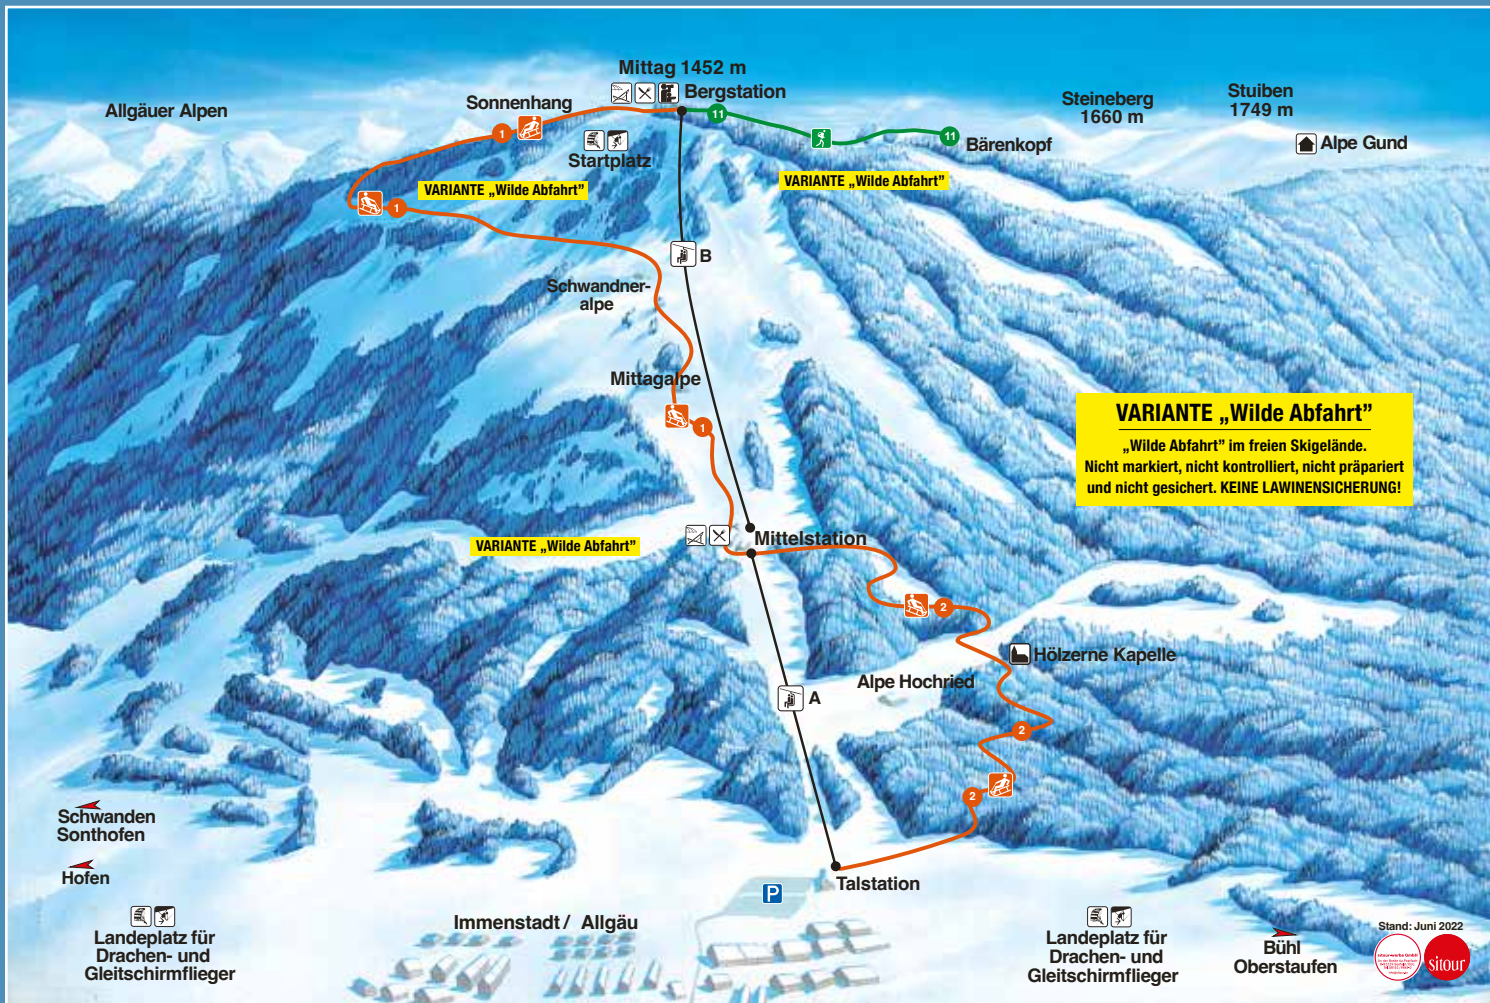 Mittag 1452 m
Bergstation
Allgäuer Alpen
Sonnenhang
Steineberg
1660 m
Stuiben
1749 m
11
11
1
Bärenkopf
Alpe Gund
Startplatz
VARIANTE „Wilde Abfahrt”
VARIANTE „Wilde Abfahrt”
1
B
Schwandner-
alpe
Mittagalpe
1
VARIANTE „Wilde Abfahrt”
„Wilde Abfahrt” im freien Skigelände.
Nicht markiert, nicht kontrolliert, nicht präpariert
und nicht gesichert. KEINE LAWINENSICHERUNG!
Mittelstation
VARIANTE „Wilde Abfahrt”
2
Hölzerne Kapelle
Alpe Hochried
A
2
2
Schwanden
Sonthofen
Hofen
Talstation
P
Immenstadt / Allgäu
Landeplatz für
Drachen- und
Gleitschirmflieger
Landeplatz für
Drachen- und
Gleitschirmflieger
Bühl
Oberstaufen
Stand: Juni 2022
sitour